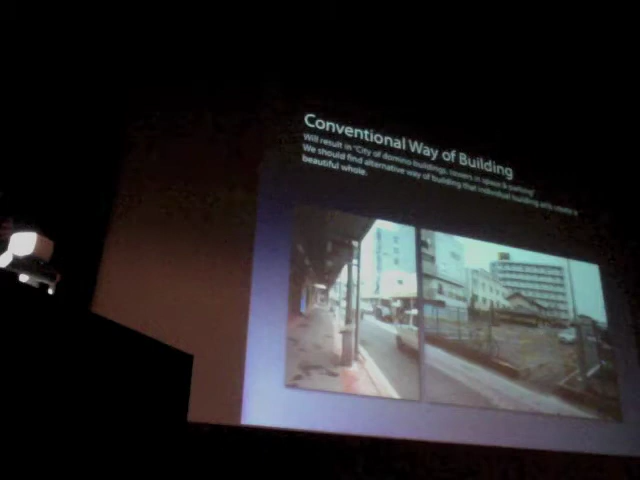 Conventional Way of Building
Will result in "City of domino buildings, towers in space & parking"
We should find alternative way of building that individual building will create a
beautiful whole.